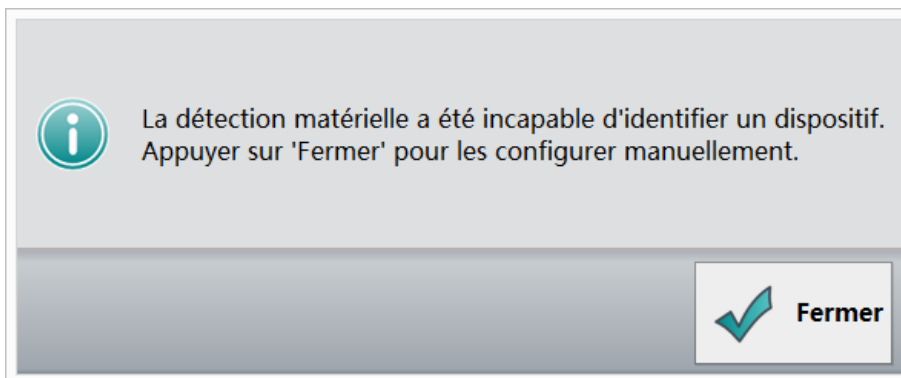 La détection matérielle a été incapable d'identifier un dispositif.
Appuyer sur 'Fermer' pour les configurer manuellement.
Fermer